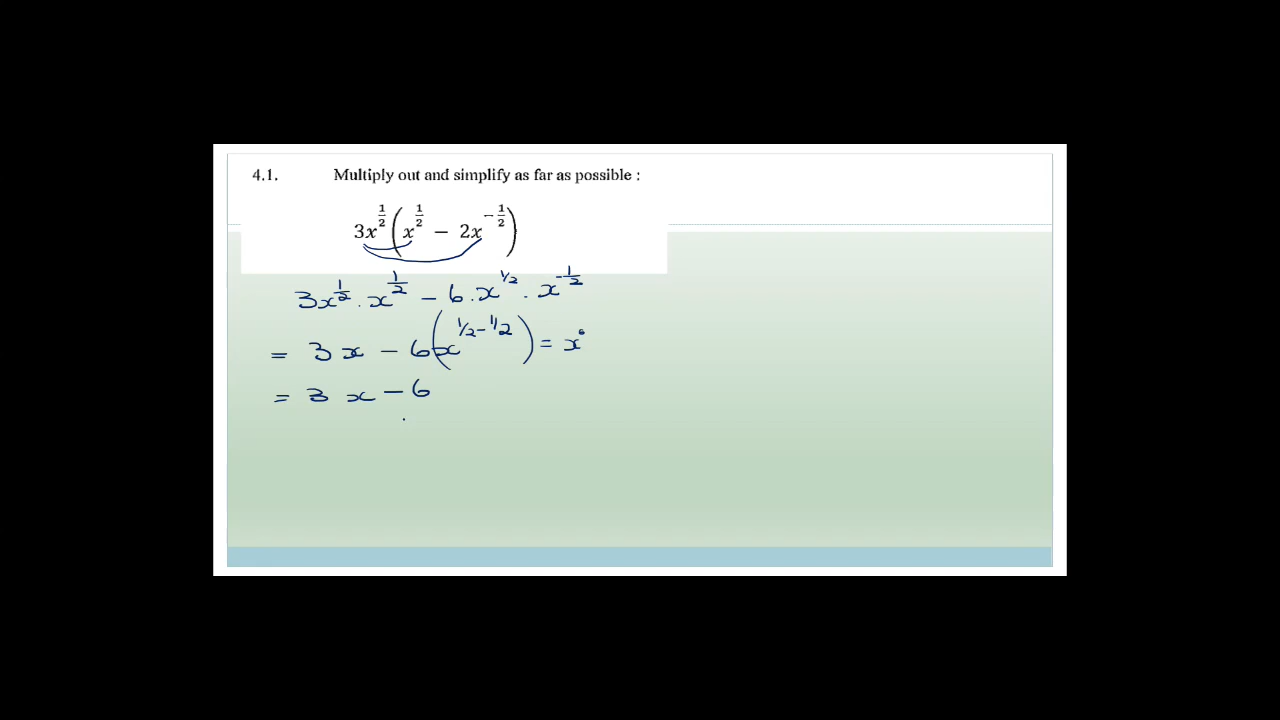 4.1. Multiply out and simplify as far as possible :
3x^{1/2}(x^{1/2} − 2x^{−1/2})
3x^{1/2} . x^{1/2} − 6 . x^{1/2} . x^{−1/2}
= 3x − 6(x^{1/2−1/2}) = x⁰
= 3x − 6